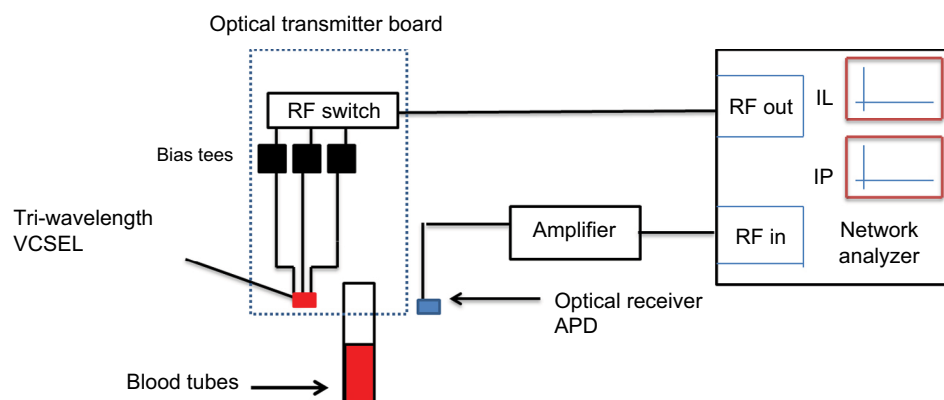 Optical transmitter board
RF switch
Bias tees
Tri-wavelength
VCSEL
Blood tubes
Amplifier
Optical receiver
APD
RF out
IL
IP
RF in
Network
analyzer